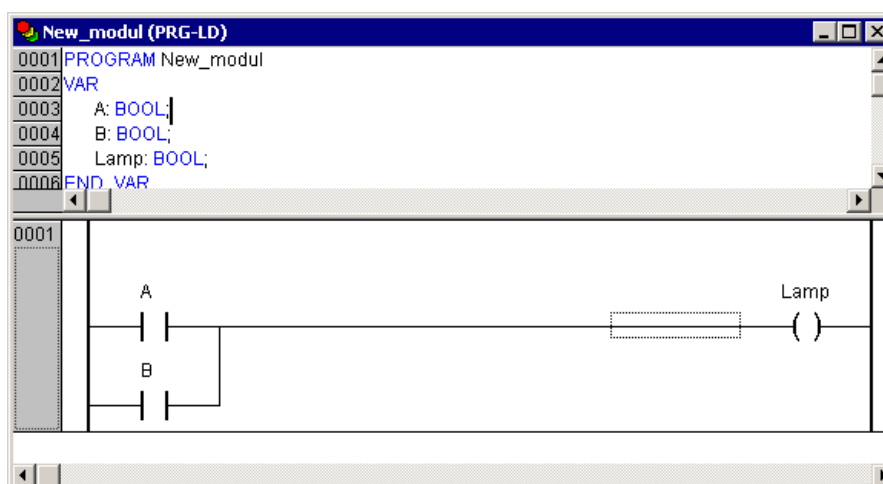 New_modul (PRG-LD)
0001 PROGRAM New_modul
0002 VAR
0003 A: BOOL;
0004 B: BOOL;
0005 Lamp: BOOL;
0006 END_VAR
0001
A Lamp
B